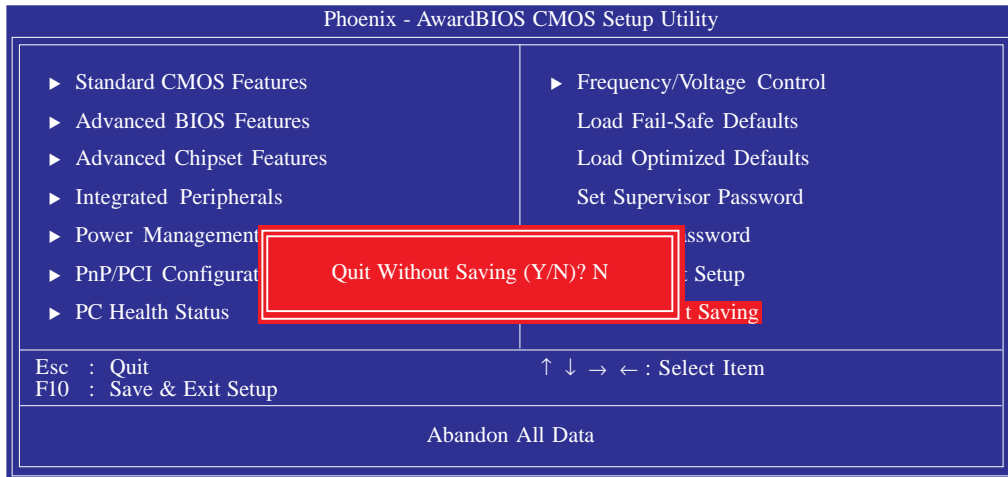 Phoenix - AwardBIOS CMOS Setup Utility
▶ Standard CMOS Features
▶ Advanced BIOS Features
▶ Advanced Chipset Features
▶ Integrated Peripherals
▶ Power Management
▶ PnP/PCI Configurat
▶ PC Health Status
▶ Frequency/Voltage Control
Load Fail-Safe Defaults
Load Optimized Defaults
Set Supervisor Password
ssword
t Setup
t Saving
Quit Without Saving (Y/N)? N
Esc : Quit
F10 : Save & Exit Setup
↑ ↓ → ← : Select Item
Abandon All Data